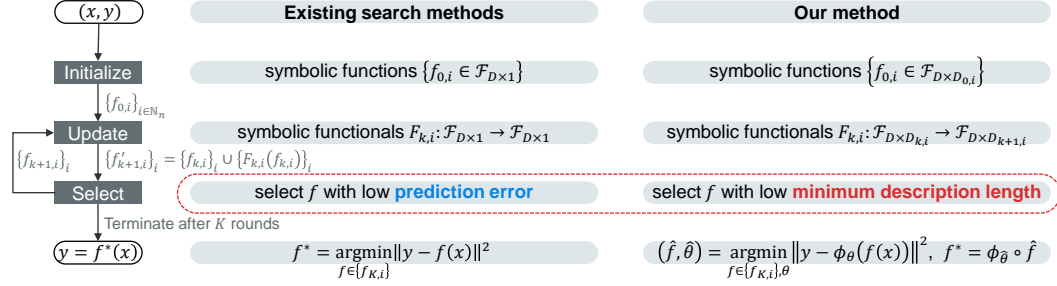 (x, y) Existing search methods Our method
Initialize symbolic functions {f_{0,i} ∈ ℱ_{D×1}} symbolic functions {f_{0,i} ∈ ℱ_{D×D_{0,i}}}
{f_{0,i}}_{i∈ℕ_n}
Update symbolic functionals F_{k,i}: ℱ_{D×1} → ℱ_{D×1} symbolic functionals F_{k,i}: ℱ_{D×D_{k,i}} → ℱ_{D×D_{k+1,i}}
{f_{k+1,i}}_i {f′_{k+1,i}}_i = {f_{k,i}}_i ∪ {F_{k,i}(f_{k,i})}_i
Select select f with low prediction error select f with low minimum description length
Terminate after K rounds
y = f*(x) f* = argmin_{f∈{f_{K,i}}} ‖y − f(x)‖² (f̂, θ̂) = argmin_{f∈{f_{K,i}},θ} ‖y − ϕ_θ(f(x))‖², f* = ϕ_θ̂ ∘ f̂